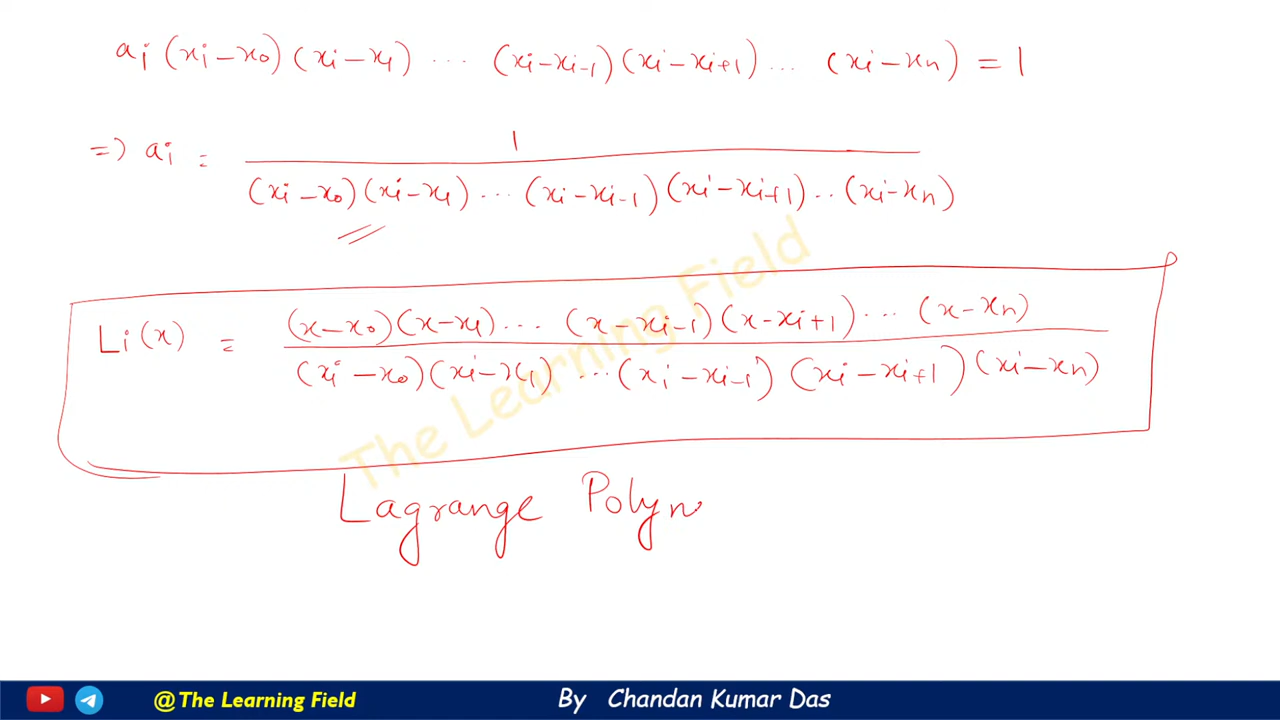 ai (xi-x0) (xi-x1) ... (xi-xi-1) (xi-xi+1) ... (xi-xn) = 1
=> ai = 1
(xi-x0) (xi-x1) ... (xi-xi-1) (xi-xi+1) .. (xi-xn)
Li(x) = (x-x0) (x-x1) ... (x-xi-1) (x-xi+1) ... (x-xn)
(xi-x0) (xi-x1) ... (xi-xi-1) (xi-xi+1) (xi-xn)
The Learning Field
Lagrange Polyn
@The Learning Field By Chandan Kumar Das